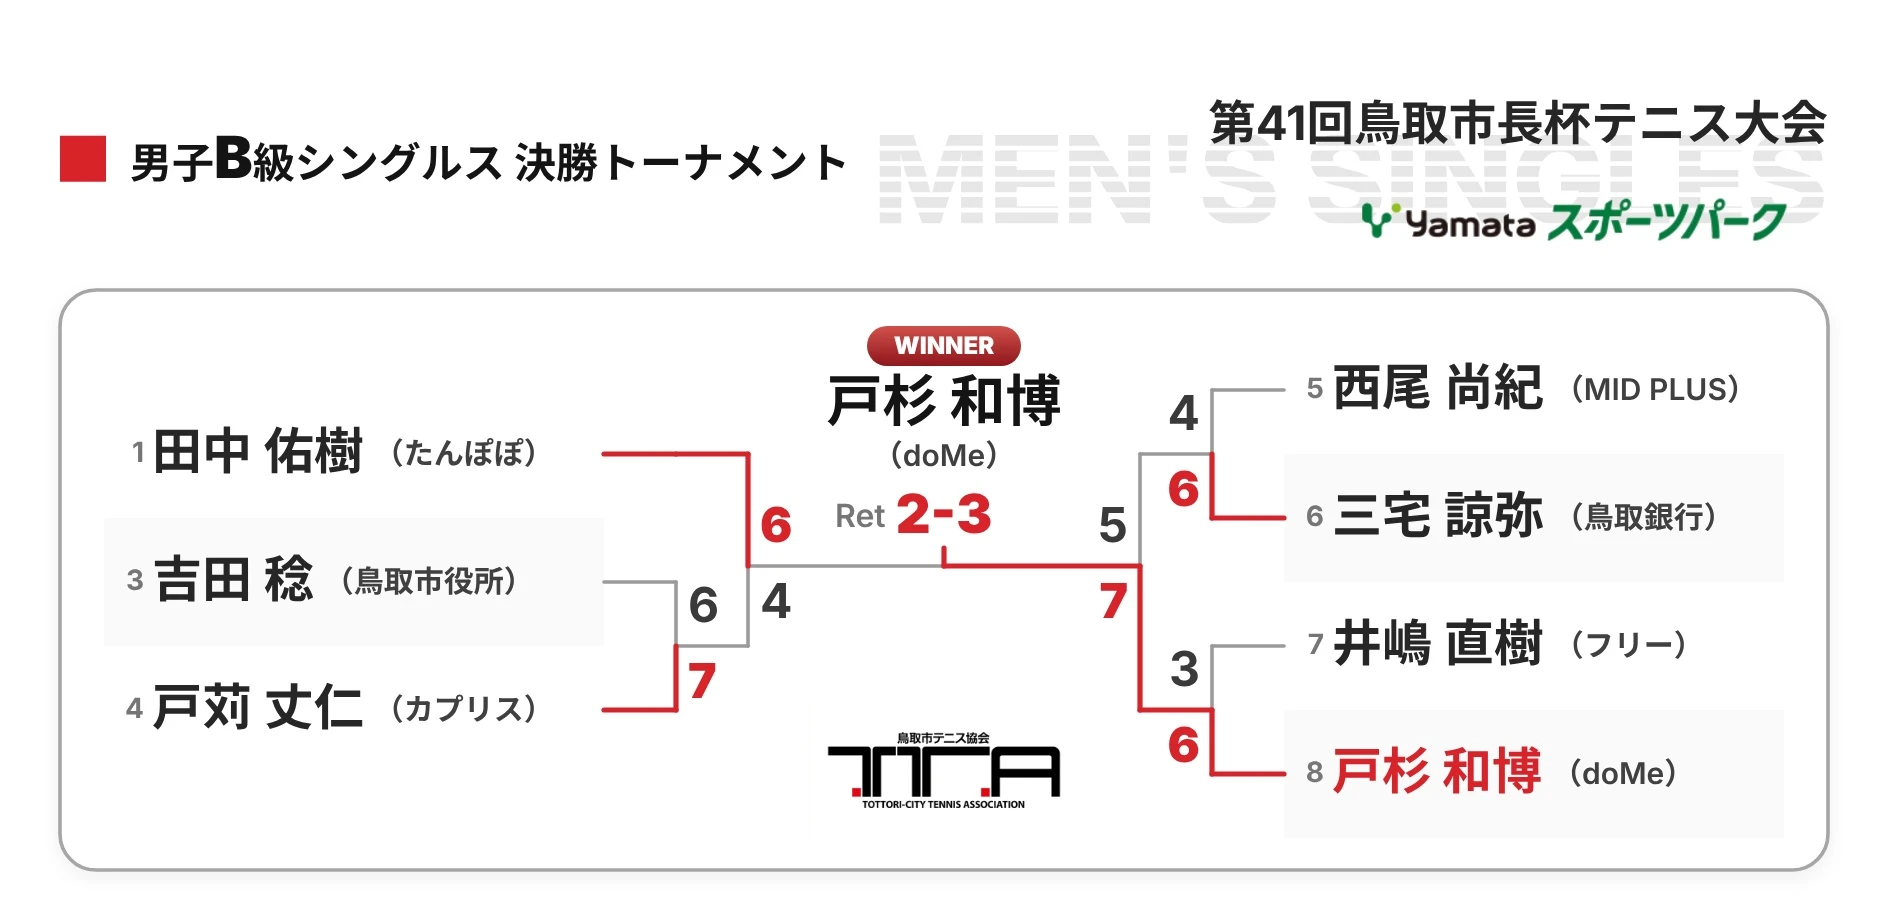 第41回鳥取市長杯テニス大会
男子B級シングルス 決勝トーナメント
MEN'S SINGLES
Yamata スポーツパーク
WINNER
戸杉 和博
（doMe）
Ret 2-3
1 田中 佑樹 （たんぽぽ）
3 吉田 稔 （鳥取市役所）
4 戸苅 丈仁 （カプリス）
6
4
6
7
5 西尾 尚紀 （MID PLUS）
6 三宅 諒弥 （鳥取銀行）
7 井嶋 直樹 （フリー）
8 戸杉 和博 （doMe）
4
6
5
7
3
6
鳥取市テニス協会
TTA
TOTTORI-CITY TENNIS ASSOCIATION